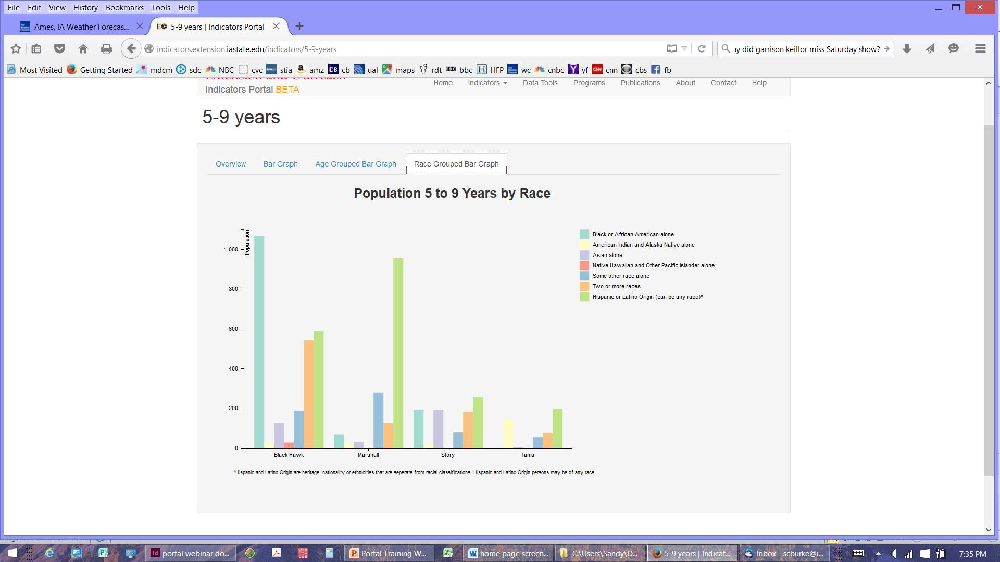 File Edit View History Bookmarks Tools Help
Ames, IA Weather Forecas... 5-9 years | Indicators Portal
indicators.extension.iastate.edu/indicators/5-9-years
did garrison keillor miss Saturday show?
Most Visited Getting Started mdcm sdc NBC cvc stia amz cb ual maps rdt bbc HFP wc cnbc yf cnn cbs fb
Extension and Outreach
Indicators Portal BETA
Home Indicators Data Tools Programs Publications About Contact Help
5-9 years
Overview Bar Graph Age Grouped Bar Graph Race Grouped Bar Graph
Population 5 to 9 Years by Race
Population
1,000
800
600
400
200
0
Black Hawk Marshall Story Tama
Black or African American alone
American Indian and Alaska Native alone
Asian alone
Native Hawaiian and Other Pacific Islander alone
Some other race alone
Two or more races
Hispanic or Latino Origin (can be any race)*
*Hispanic and Latino Origin are heritage, nationality or ethnicities that are seperate from racial classifications. Hispanic and Latino Origin persons may be of any race.
portal webinar do... Portal Training W... home page screen... C:\Users\Sandy\D... 5-9 years | Indicat... Inbox - scburke@i... 7:35 PM